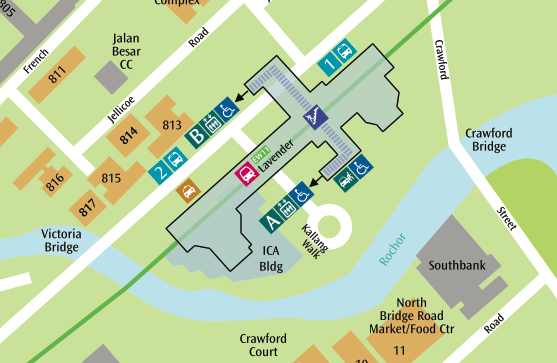 805
Complex
French
Road
Jalan
Besar
CC
811
Jellicoe
814
813
B
1
Crawford
Crawford
Bridge
2
815
816
817
EW11
Lavender
A
Victoria
Bridge
ICA
Bldg
Kallang
Walk
Rochor
Street
Southbank
North
Bridge Road
Market/Food Ctr
11
10
Road
Crawford
Court